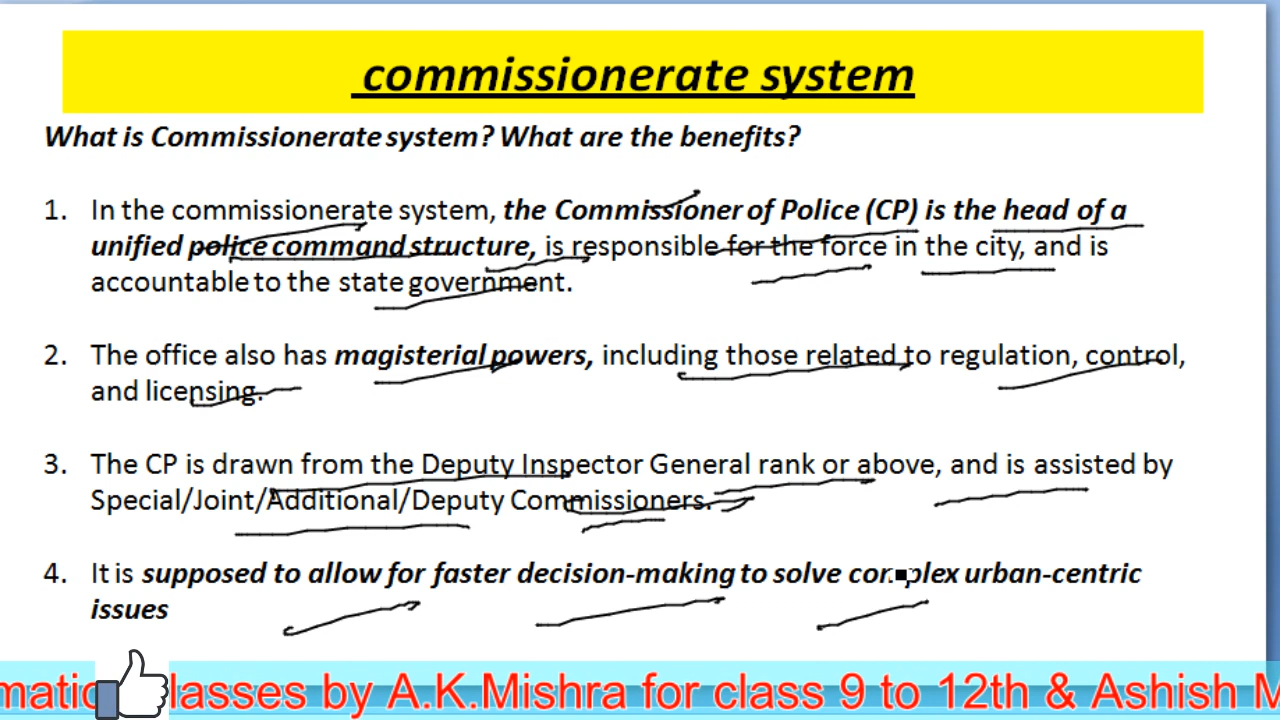 commissionerate system
What is Commissionerate system? What are the benefits?
1. In the commissionerate system, the Commissioner of Police (CP) is the head of a
unified police command structure, is responsible for the force in the city, and is
accountable to the state government.
2. The office also has magisterial powers, including those related to regulation, control,
and licensing.
3. The CP is drawn from the Deputy Inspector General rank or above, and is assisted by
Special/Joint/Additional/Deputy Commissioners.
4. It is supposed to allow for faster decision-making to solve complex urban-centric
issues
lasses by A.K.Mishra for class 9 to 12th & Ashish M